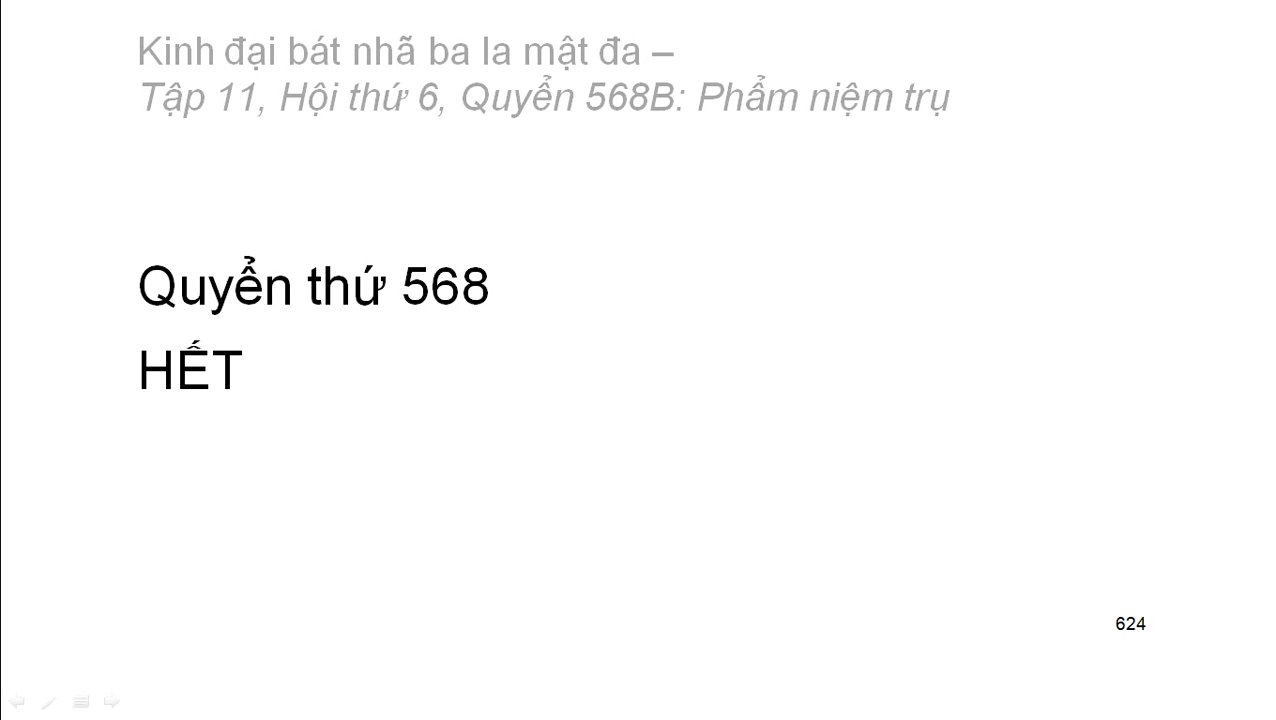 Kinh đại bát nhã ba la mật đa –
Tập 11, Hội thứ 6, Quyển 568B: Phẩm niệm trụ
Quyển thứ 568
HẾT
624